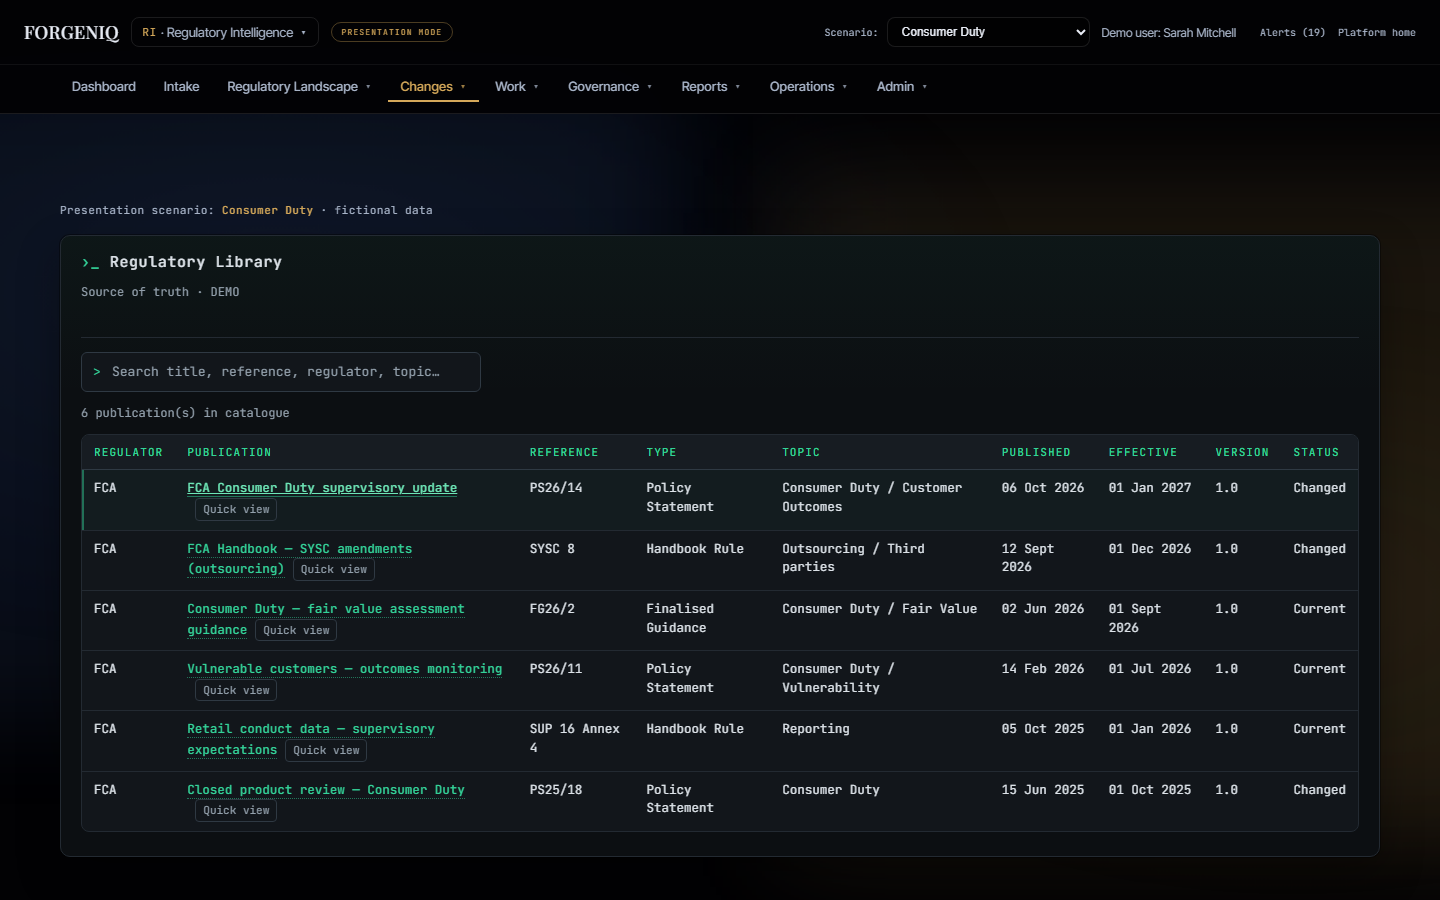 FORGENIQ RI · Regulatory Intelligence ▾ PRESENTATION MODE Scenario: Consumer Duty Demo user: Sarah Mitchell Alerts (19) Platform home
Dashboard Intake Regulatory Landscape ▾ Changes ▾ Work ▾ Governance ▾ Reports ▾ Operations ▾ Admin ▾
Presentation scenario: Consumer Duty · fictional data
›_ Regulatory Library
Source of truth · DEMO
> Search title, reference, regulator, topic…
6 publication(s) in catalogue
REGULATOR PUBLICATION REFERENCE TYPE TOPIC PUBLISHED EFFECTIVE VERSION STATUS
FCA FCA Consumer Duty supervisory update PS26/14 Policy Consumer Duty / Customer 06 Oct 2026 01 Jan 2027 1.0 Changed
Quick view Statement Outcomes
FCA FCA Handbook — SYSC amendments SYSC 8 Handbook Rule Outsourcing / Third 12 Sept 01 Dec 2026 1.0 Changed
(outsourcing) Quick view parties 2026
FCA Consumer Duty — fair value assessment FG26/2 Finalised Consumer Duty / Fair Value 02 Jun 2026 01 Sept 1.0 Current
guidance Quick view Guidance 2026
FCA Vulnerable customers — outcomes monitoring PS26/11 Policy Consumer Duty / 14 Feb 2026 01 Jul 2026 1.0 Current
Quick view Statement Vulnerability
FCA Retail conduct data — supervisory SUP 16 Annex Handbook Rule Reporting 05 Oct 2025 01 Jan 2026 1.0 Current
expectations Quick view 4
FCA Closed product review — Consumer Duty PS25/18 Policy Consumer Duty 15 Jun 2025 01 Oct 2025 1.0 Changed
Quick view Statement